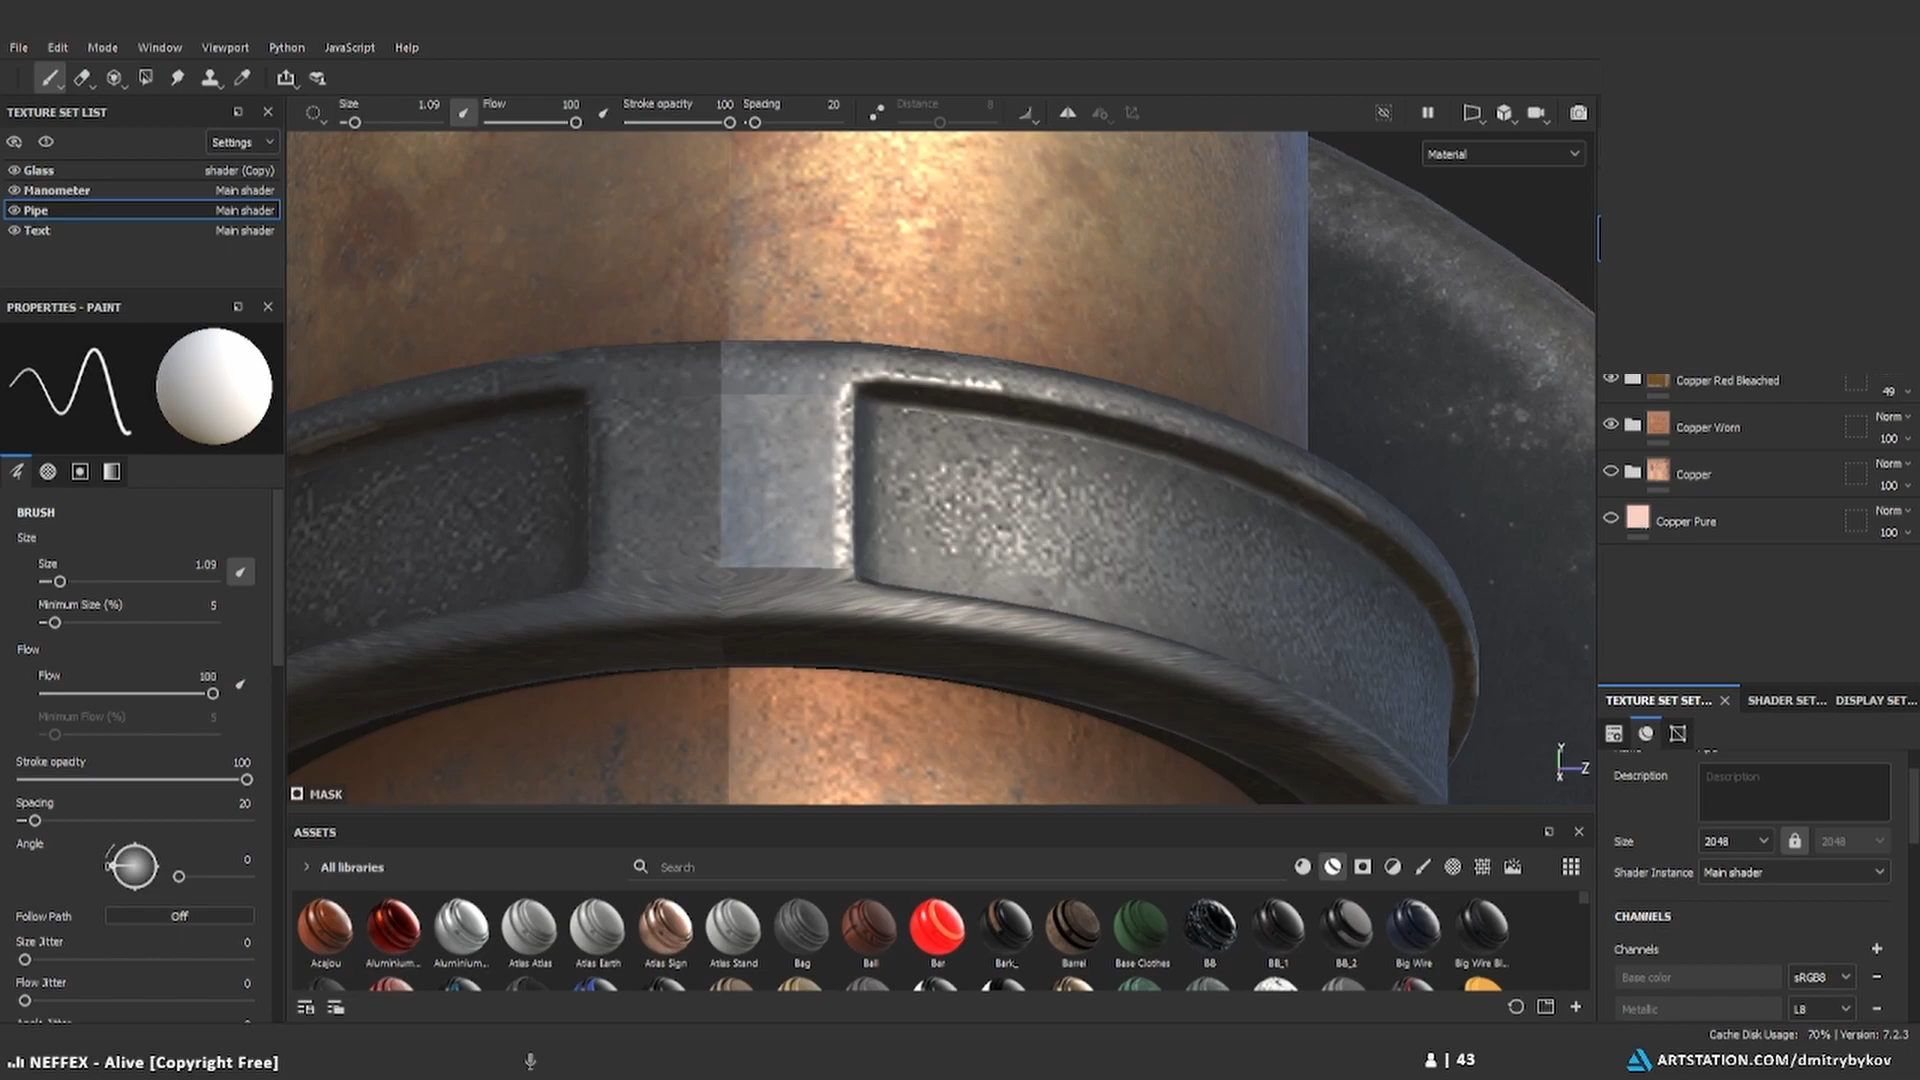 File Edit Mode Window Viewport Python JavaScript Help
Size 1.09 Flow 100 Stroke opacity 100 Spacing 20 Distance 8
TEXTURE SET LIST
Settings
Glass shader (Copy)
Manometer Main shader
Pipe Main shader
Text Main shader
Material
PROPERTIES - PAINT
BRUSH
Size
Size 1.09
Minimum Size (%) 5
Flow
Flow 100
Minimum Flow (%) 5
Stroke opacity 100
Spacing 20
Angle 0
Follow Path Off
Size Jitter 0
Flow Jitter 0
MASK
Y
Z
X
ASSETS
All libraries Search
Acajou Aluminium... Aluminium... Atlas Atlas Atlas Earth Atlas Sign Atlas Stand Bag Ball Bar Bark_ Barrel Base Clothes BB BB_1 BB_2 Big Wire Big Wire Bl...
Copper Red Bleached 49
Copper Worn Norm 100
Copper Norm 100
Copper Pure Norm 100
TEXTURE SET SET... SHADER SET... DISPLAY SET...
Description Description
Size 2048 2048
Shader Instance Main shader
CHANNELS
Channels
Base color sRGB8
Metallic L8
Cache Disk Usage: 70% | Version: 7.2.3
NEFFEX - Alive [Copyright Free]
| 43
ARTSTATION.COM/dmitrybykov